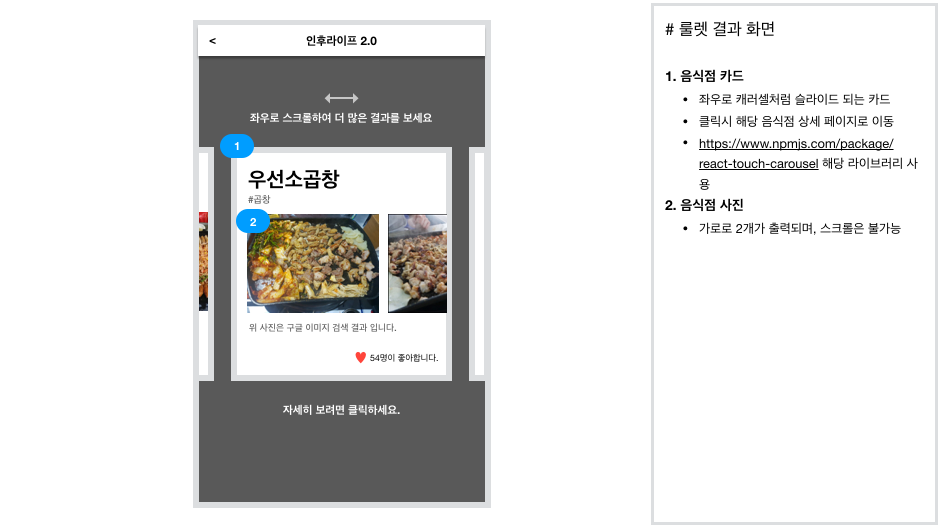 < 인후라이프 2.0
좌우로 스크롤하여 더 많은 결과를 보세요
1
우선소곱창
#곱창
2
위 사진은 구글 이미지 검색 결과 입니다.
54명이 좋아합니다.
자세히 보려면 클릭하세요.
# 룰렛 결과 화면
1. 음식점 카드
• 좌우로 캐러셀처럼 슬라이드 되는 카드
• 클릭시 해당 음식점 상세 페이지로 이동
• https://www.npmjs.com/package/
react-touch-carousel 해당 라이브러리 사
용
2. 음식점 사진
• 가로로 2개가 출력되며, 스크롤은 불가능